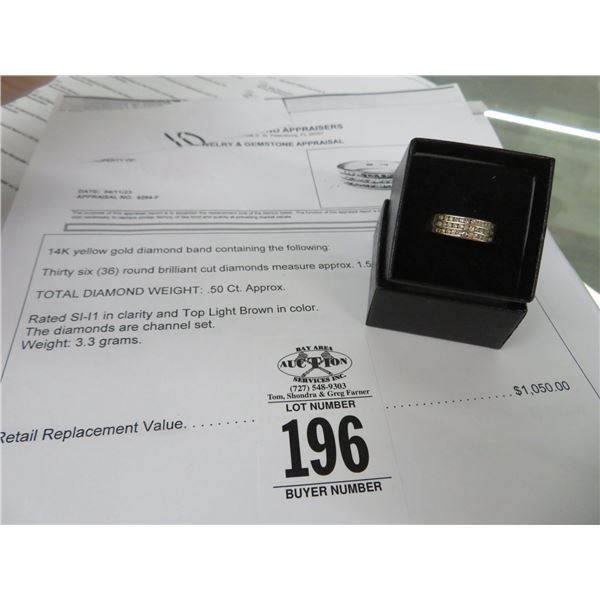 APPRAISERS
JEWELRY & GEMSTONE APPRAISAL
DATE: 04/11/23
APPRAISAL NO. 6284-F
14K yellow gold diamond band containing the following:
Thirty six (36) round brilliant cut diamonds measure approx. 1.5
TOTAL DIAMOND WEIGHT: .50 Ct. Approx.
Rated SI-I1 in clarity and Top Light Brown in color.
The diamonds are channel set.
Weight: 3.3 grams.
Retail Replacement Value. . . . . . . . . . . . . . . . . . . . . . . . . . . . . . $1,050.00
BAY AREA
AUCTION
SERVICES INC.
(727) 548-9303
Tom, Shondra & Greg Farner
LOT NUMBER
196
BUYER NUMBER